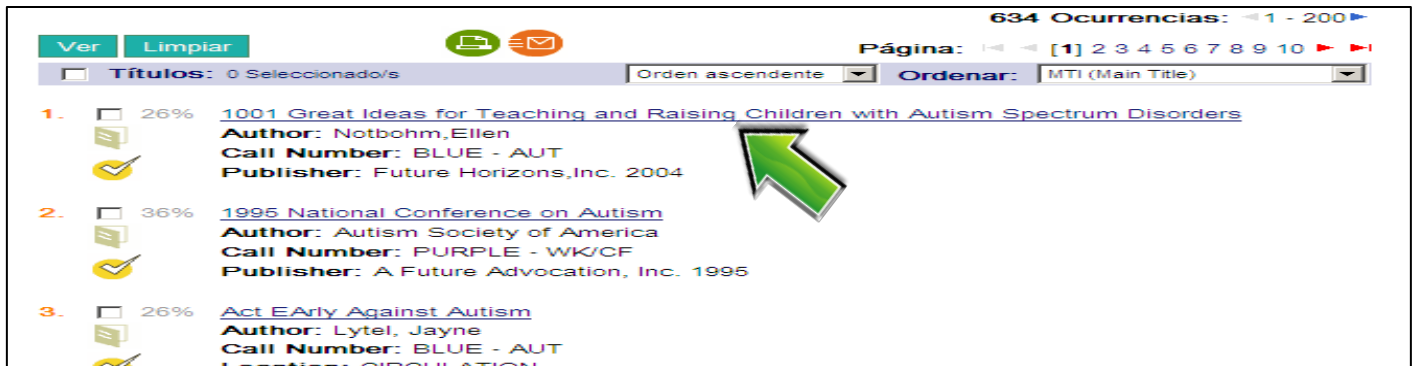 634 Ocurrencias: 1 - 200
Ver Limpiar Página: [1] 2 3 4 5 6 7 8 9 10
Títulos: 0 Seleccionado/s Orden ascendente Ordenar: MTI (Main Title)
1. 26% 1001 Great Ideas for Teaching and Raising Children with Autism Spectrum Disorders
Author: Notbohm,Ellen
Call Number: BLUE - AUT
Publisher: Future Horizons,Inc. 2004
2. 36% 1995 National Conference on Autism
Author: Autism Society of America
Call Number: PURPLE - WK/CF
Publisher: A Future Advocation, Inc. 1995
3. 26% Act EArly Against Autism
Author: Lytel, Jayne
Call Number: BLUE - AUT
Location: CIRCULATION